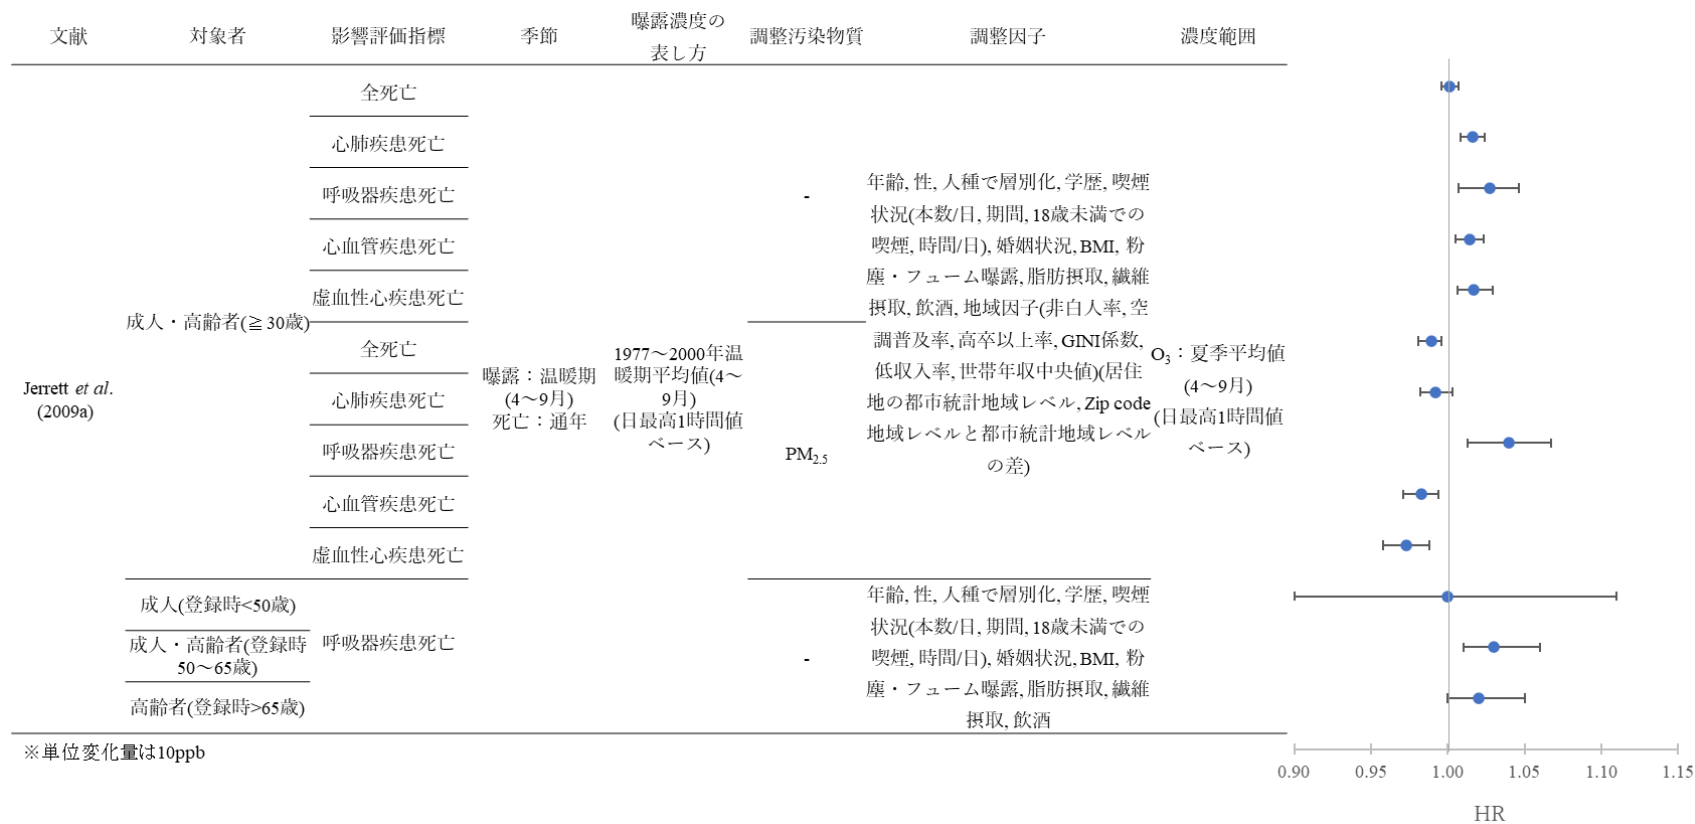 文献
対象者
影響評価指標
季節
曝露濃度の
表し方
調整汚染物質
調整因子
濃度範囲
Jerrett et al.
(2009a)
成人・高齢者(≧30歳)
全死亡
心肺疾患死亡
呼吸器疾患死亡
心血管疾患死亡
虚血性心疾患死亡
全死亡
心肺疾患死亡
呼吸器疾患死亡
心血管疾患死亡
虚血性心疾患死亡
曝露：温暖期
(4～9月)
死亡：通年
1977～2000年温
暖期平均値(4～
9月)
(日最高1時間値
ベース)
-
PM2.5
年齢, 性, 人種で層別化, 学歴, 喫煙
状況(本数/日, 期間, 18歳未満での
喫煙, 時間/日), 婚姻状況, BMI, 粉
塵・フューム曝露, 脂肪摂取, 繊維
摂取, 飲酒, 地域因子(非白人率, 空
調普及率, 高卒以上率, GINI係数,
低収入率, 世帯年収中央値)(居住
地の都市統計地域レベル, Zip code
地域レベルと都市統計地域レベル
の差)
O3：夏季平均値
(4～9月)
(日最高1時間値
ベース)
成人(登録時<50歳)
成人・高齢者(登録時
50～65歳)
高齢者(登録時>65歳)
呼吸器疾患死亡
-
年齢, 性, 人種で層別化, 学歴, 喫煙
状況(本数/日, 期間, 18歳未満での
喫煙, 時間/日), 婚姻状況, BMI, 粉
塵・フューム曝露, 脂肪摂取, 繊維
摂取, 飲酒
※単位変化量は10ppb
0.90 0.95 1.00 1.05 1.10 1.15
HR